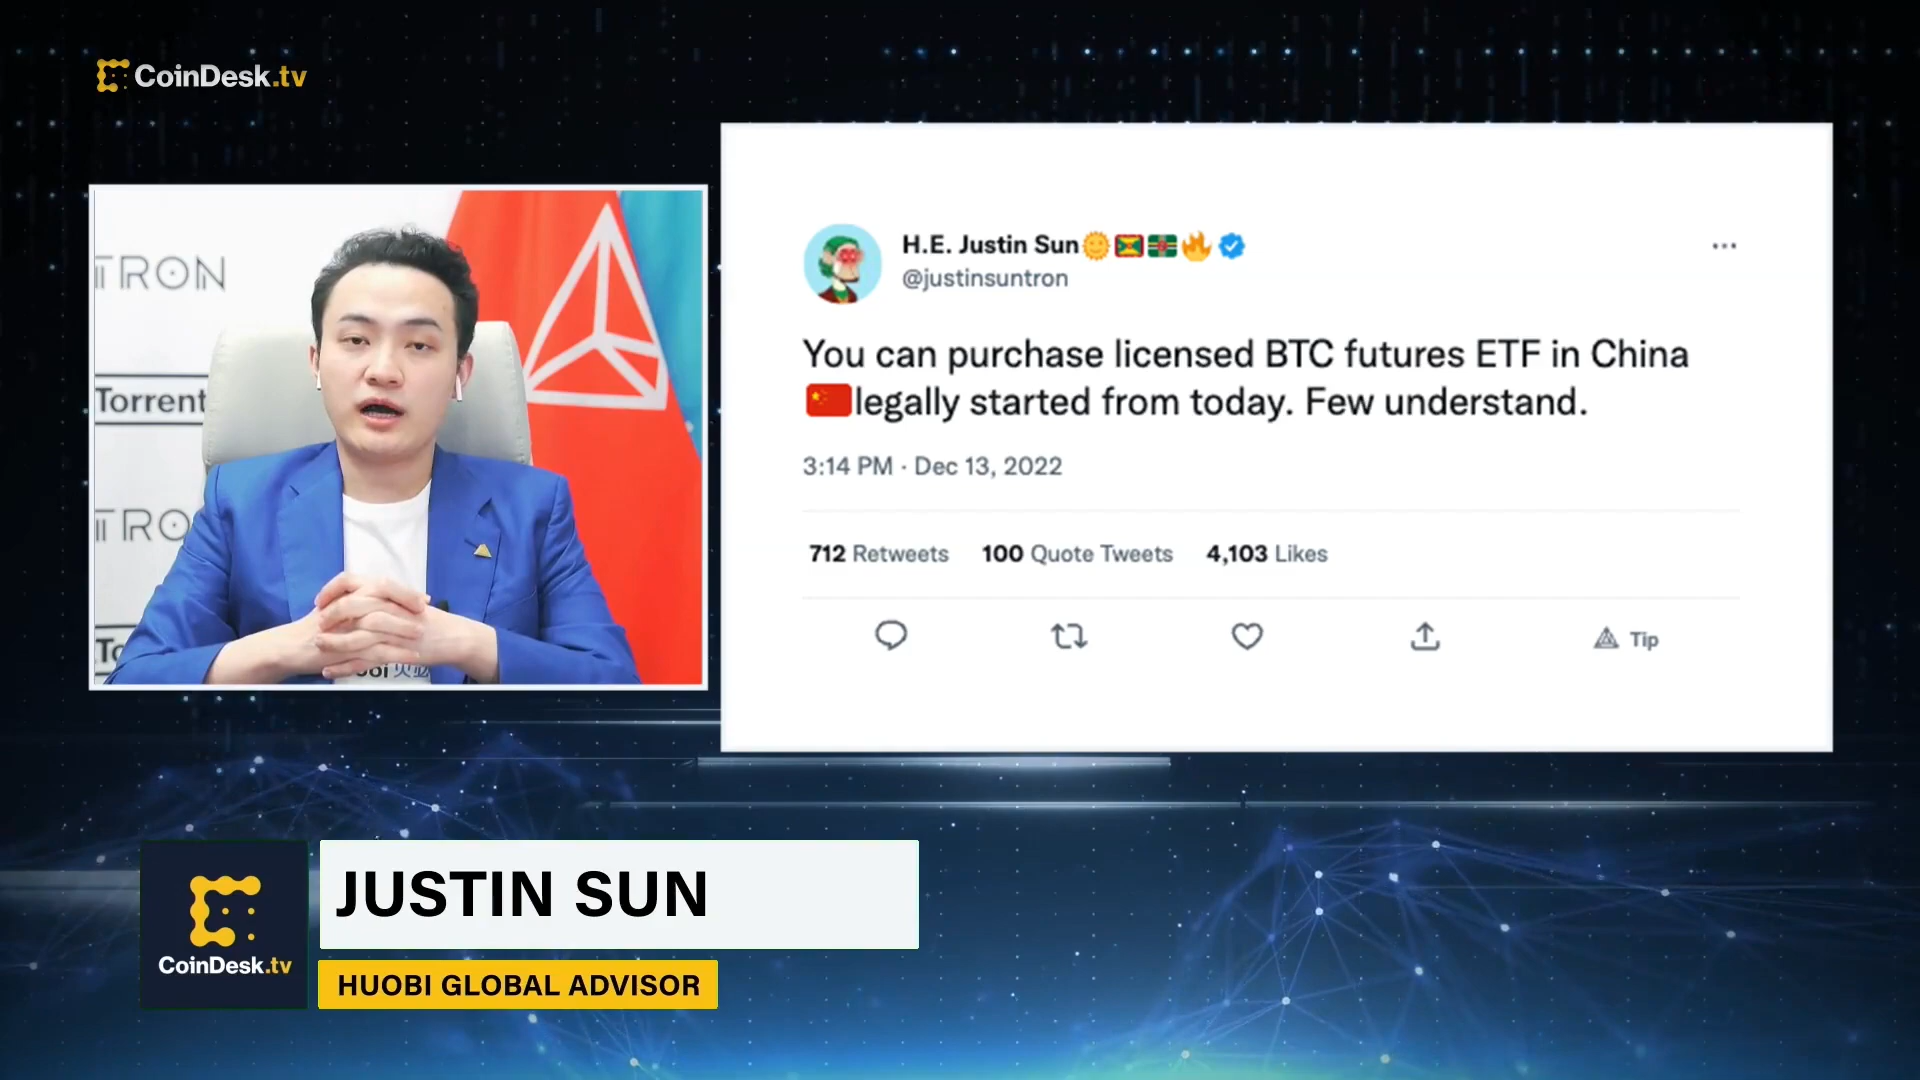 CoinDesk.tv
TRON
Torrent
TRO
To
H.E. Justin Sun🌞🇬🇩🇩🇲🔥
@justinsuntron
You can purchase licensed BTC futures ETF in China
🇨🇳legally started from today. Few understand.
3:14 PM · Dec 13, 2022
712 Retweets 100 Quote Tweets 4,103 Likes
Tip
JUSTIN SUN
CoinDesk.tv
HUOBI GLOBAL ADVISOR